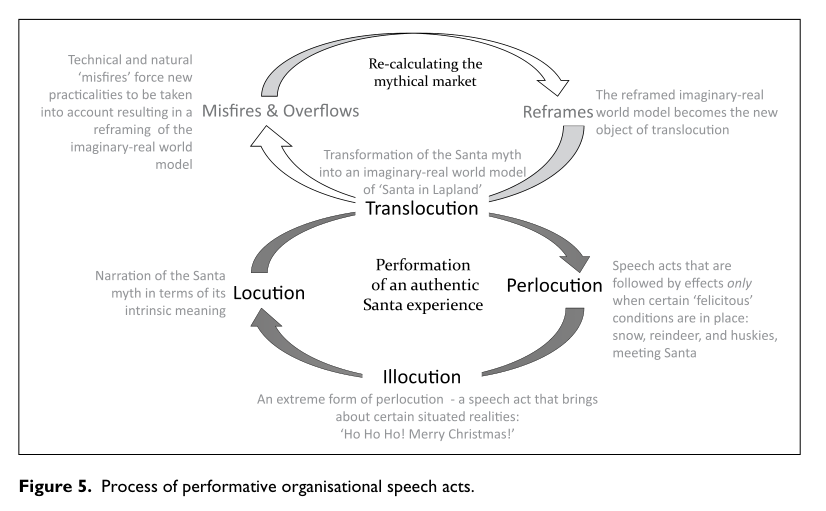 Technical and natural
'misfires' force new
practicalities to be taken
into account resulting in a
reframing of the
imaginary-real world
model
Misfires & Overflows
Re-calculating the
mythical market
Reframes
The reframed imaginary-real
world model becomes the new
object of translocution
Transformation of the Santa myth
into an imaginary-real world model
of 'Santa in Lapland'
Translocution
Narration of the Santa
myth in terms of its
intrinsic meaning
Locution
Performation
of an authentic
Santa experience
Perlocution
Speech acts that are
followed by effects only
when certain 'felicitous'
conditions are in place:
snow, reindeer, and huskies,
meeting Santa
Illocution
An extreme form of perlocution - a speech act that brings
about certain situated realities:
'Ho Ho Ho! Merry Christmas!'
Figure 5. Process of performative organisational speech acts.